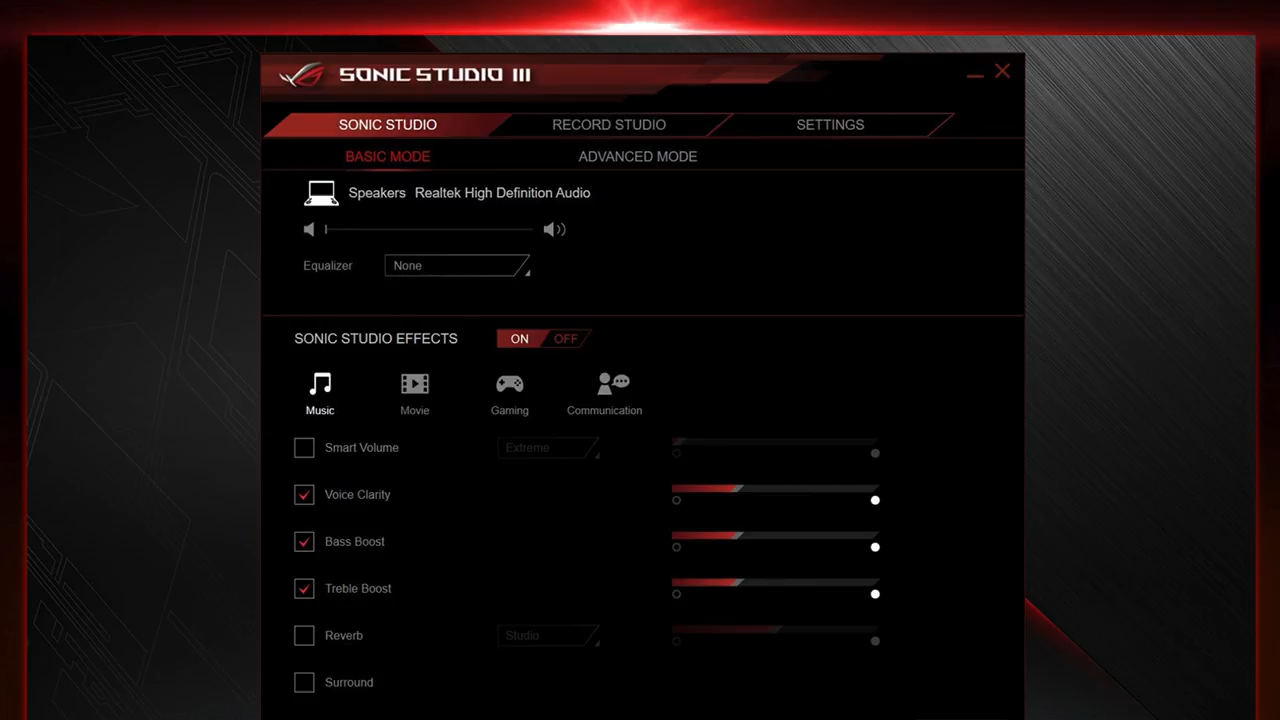 SONIC STUDIO III
SONIC STUDIO RECORD STUDIO SETTINGS
BASIC MODE ADVANCED MODE
Speakers Realtek High Definition Audio
Equalizer None
SONIC STUDIO EFFECTS ON OFF
Music Movie Gaming Communication
Smart Volume Extreme
Voice Clarity
Bass Boost
Treble Boost
Reverb Studio
Surround